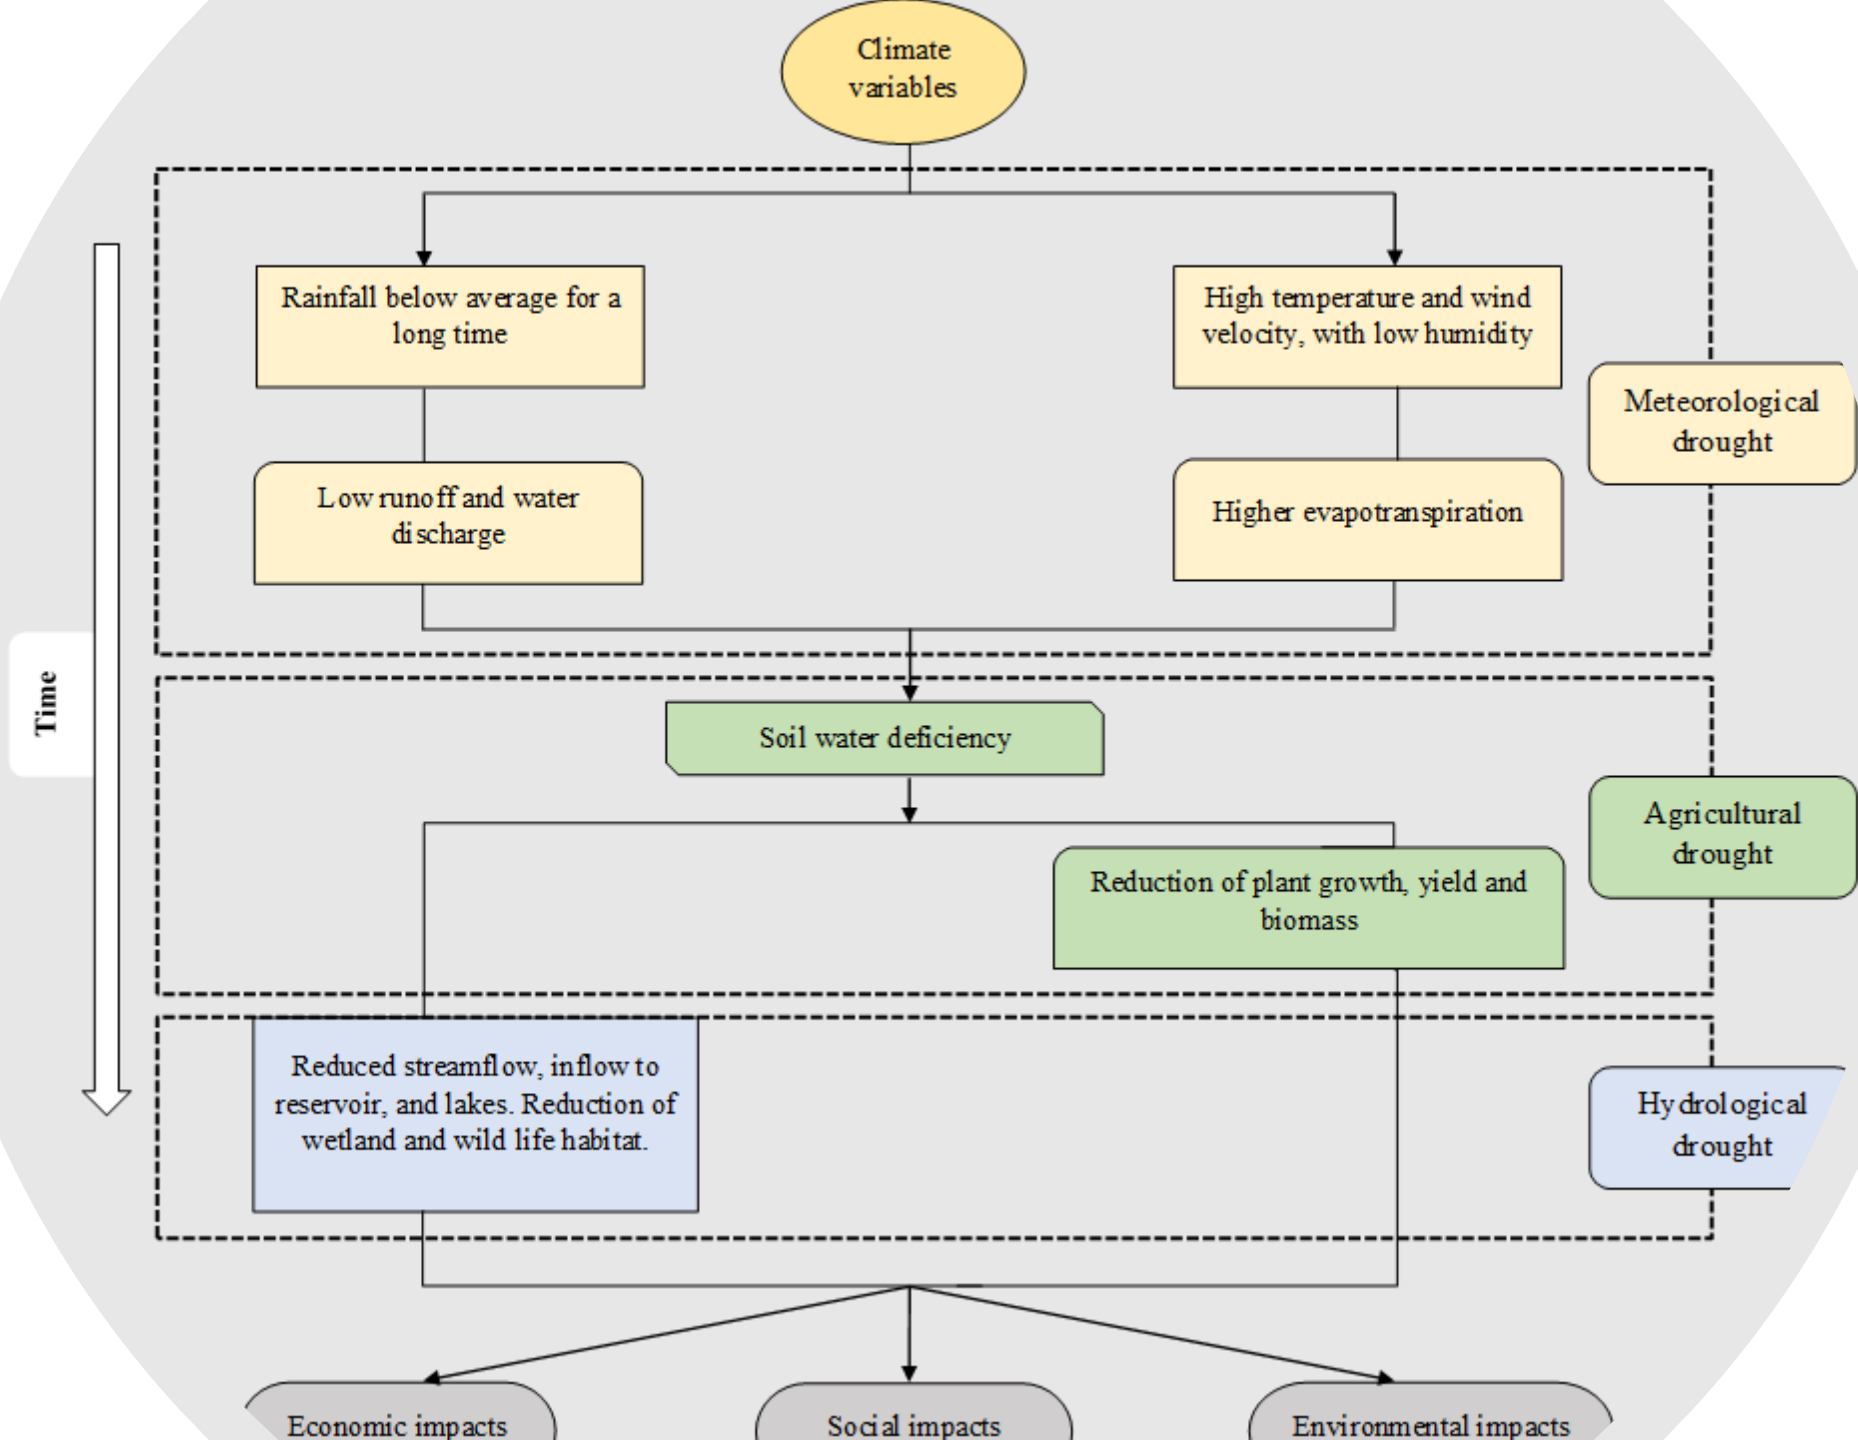 Climate
variables
Rainfall below average for a
long time
High temperature and wind
velocity, with low humidity
Meteorological
drought
Low runoff and water
discharge
Higher evapotranspiration
Time
Soil water deficiency
Agricultural
drought
Reduction of plant growth, yield and
biomass
Reduced streamflow, inflow to
reservoir, and lakes. Reduction of
wetland and wild life habitat.
Hydrological
drought
Economic impacts
Social impacts
Environmental impacts